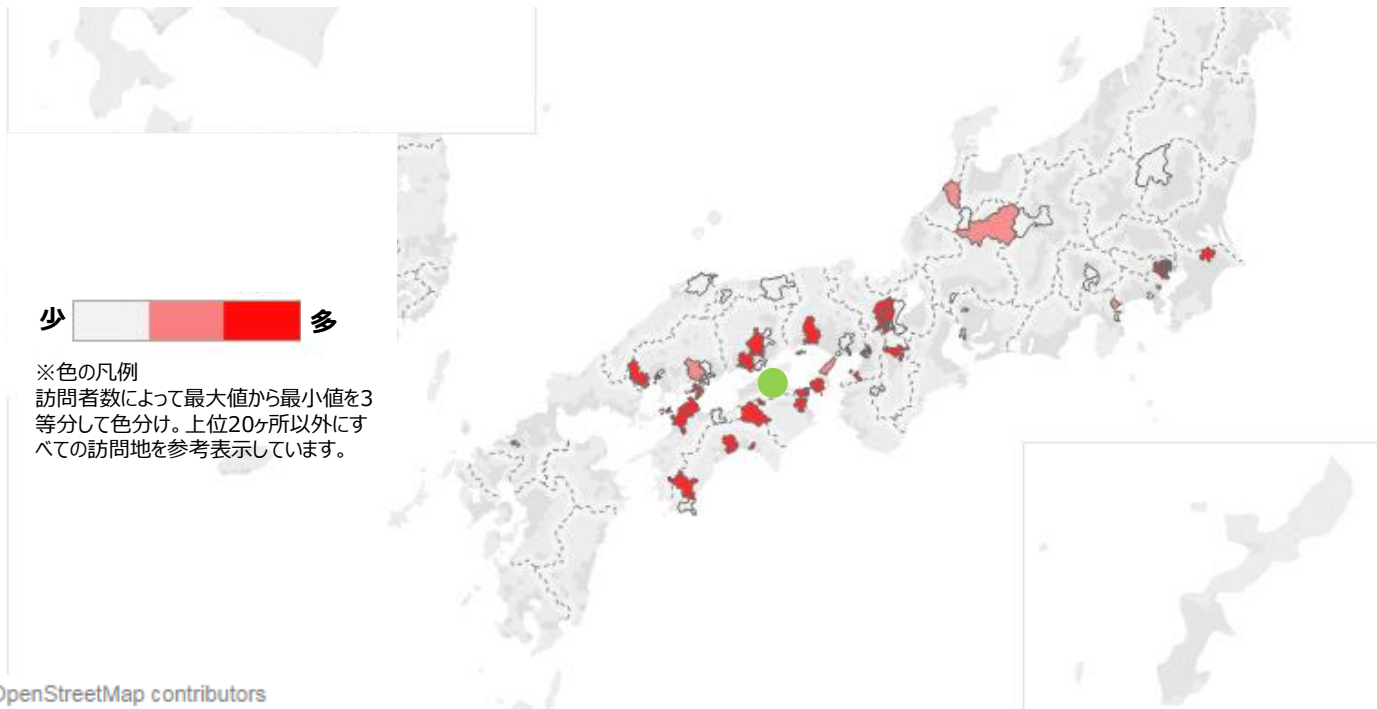 少
多
※色の凡例
訪問者数によって最大値から最小値を3
等分して色分け。上位20ヶ所以外にす
べての訪問地を参考表示しています。
OpenStreetMap contributors